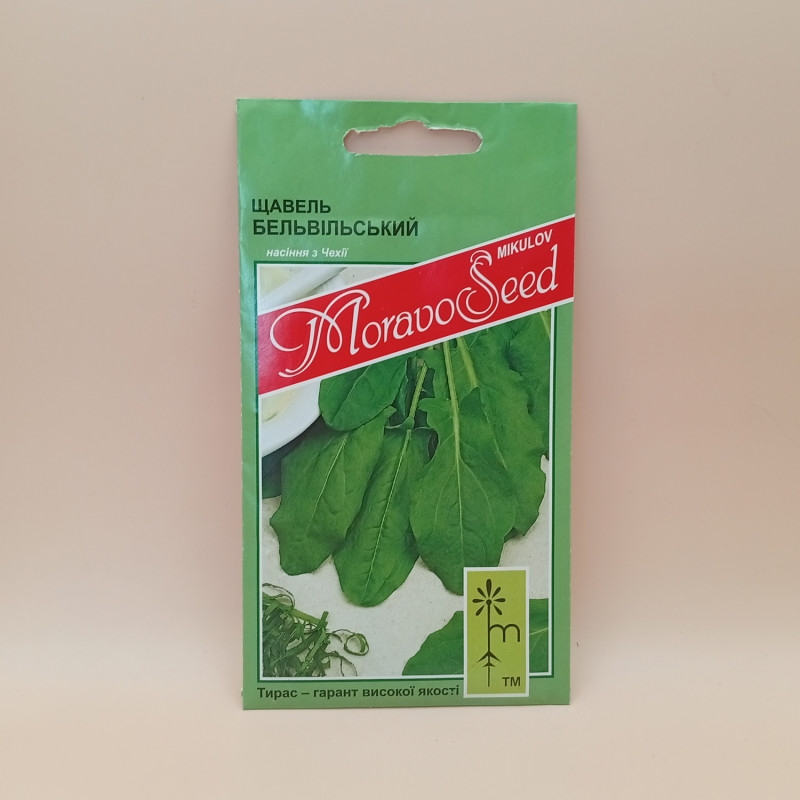 ЩАВЕЛЬ
БЕЛЬВІЛЬСЬКИЙ
насіння з Чехії
MIKULOV
MoravoSeed
m
TM
Тирас – гарант високої якості